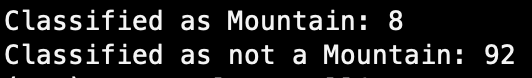 Classified as Mountain: 8
Classified as not a Mountain: 92